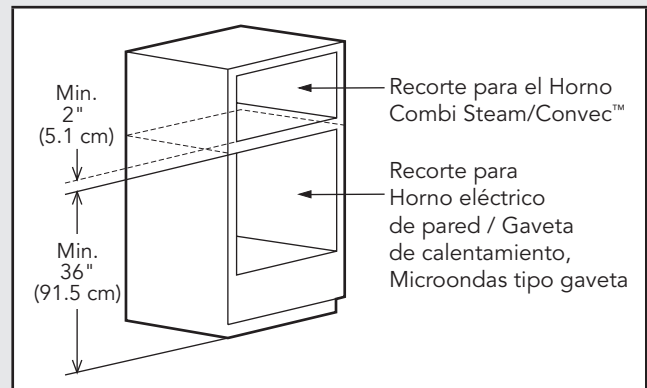 Min.
2"
(5.1 cm)
Min.
36"
(91.5 cm)
Recorte para el Horno
Combi Steam/Convec™
Recorte para
Horno eléctrico
de pared / Gaveta
de calentamiento,
Microondas tipo gaveta